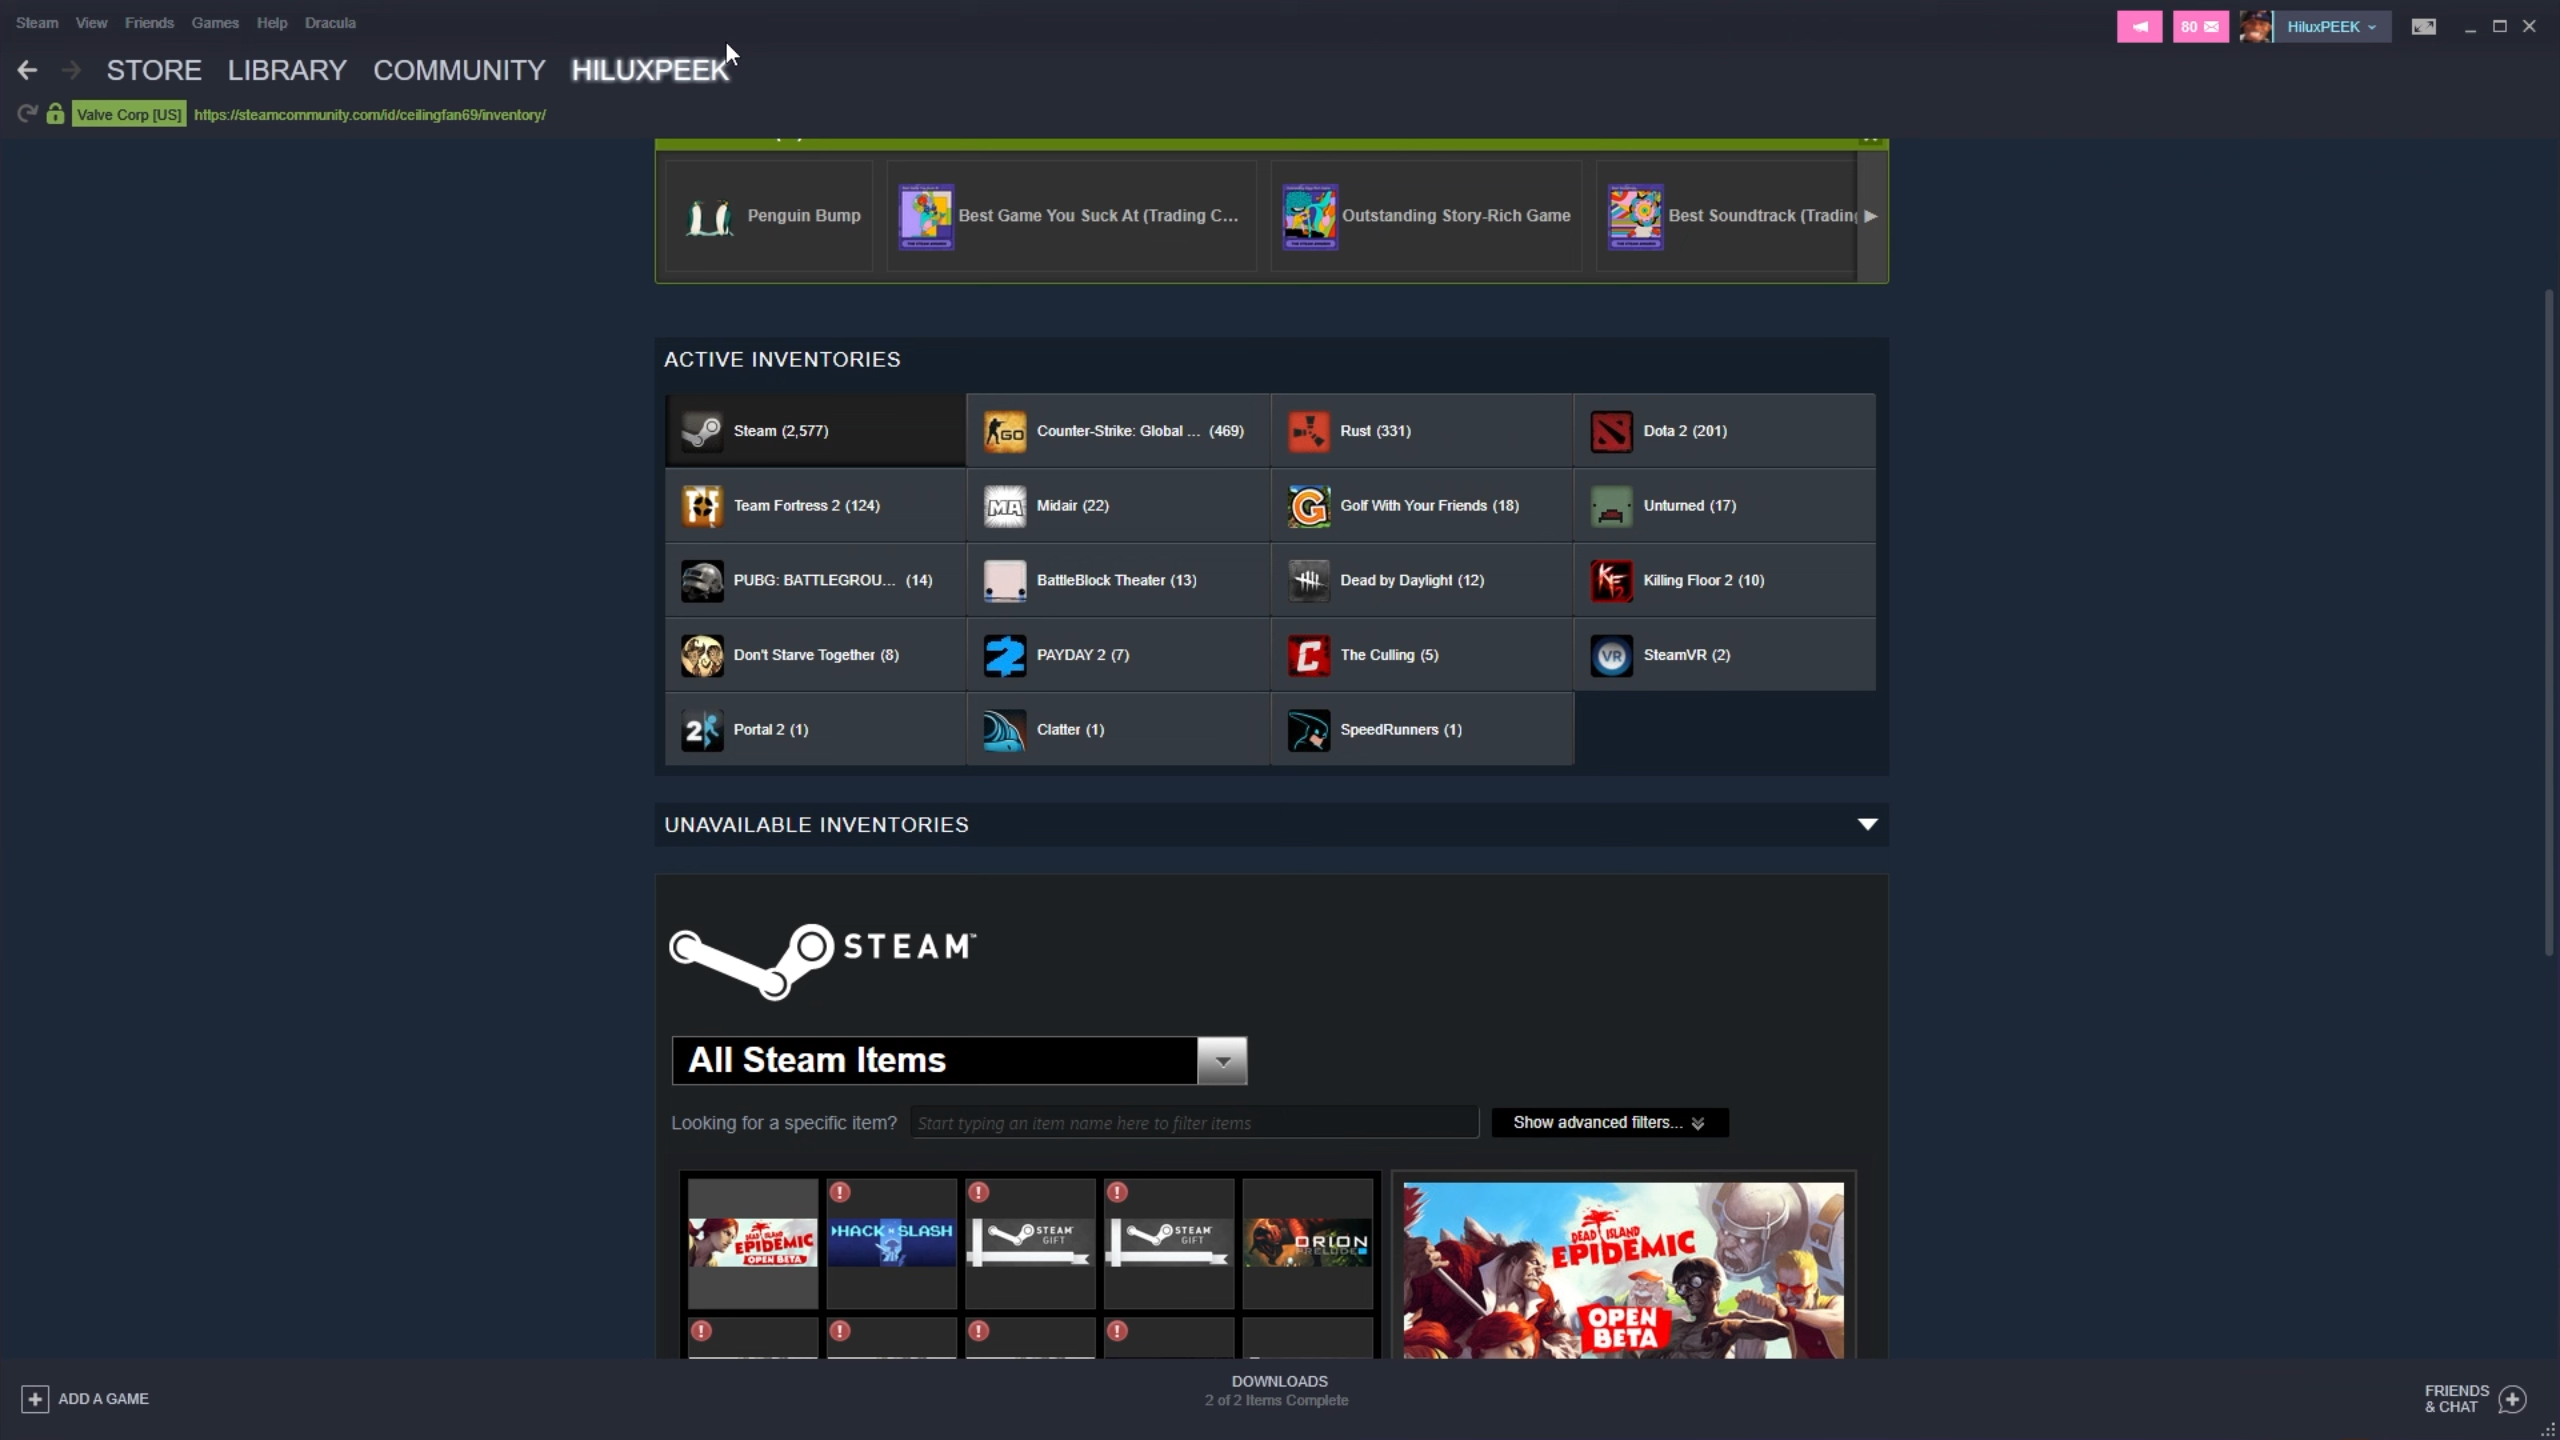 Steam View Friends Games Help Dracula
80 HiluxPEEK
STORE LIBRARY COMMUNITY HILUXPEEK
Valve Corp [US] https://steamcommunity.com/id/ceilingfan69/inventory/
Penguin Bump Best Game You Suck At (Trading C... Outstanding Story-Rich Game Best Soundtrack (Trading
ACTIVE INVENTORIES
Steam (2,577) Counter-Strike: Global ... (469) Rust (331) Dota 2 (201)
Team Fortress 2 (124) Midair (22) Golf With Your Friends (18) Unturned (17)
PUBG: BATTLEGROU... (14) BattleBlock Theater (13) Dead by Daylight (12) Killing Floor 2 (10)
Don't Starve Together (8) PAYDAY 2 (7) The Culling (5) SteamVR (2)
Portal 2 (1) Clatter (1) SpeedRunners (1)
UNAVAILABLE INVENTORIES
STEAM™
All Steam Items
Looking for a specific item? Start typing an item name here to filter items Show advanced filters...
DEAD ISLAND
EPIDEMIC
OPEN BETA
HACK N SLASH
STEAM
GIFT
STEAM
GIFT
ORION
PRELUDE
DEAD ISLAND
EPIDEMIC
OPEN
BETA
ADD A GAME
DOWNLOADS
2 of 2 Items Complete
FRIENDS
& CHAT